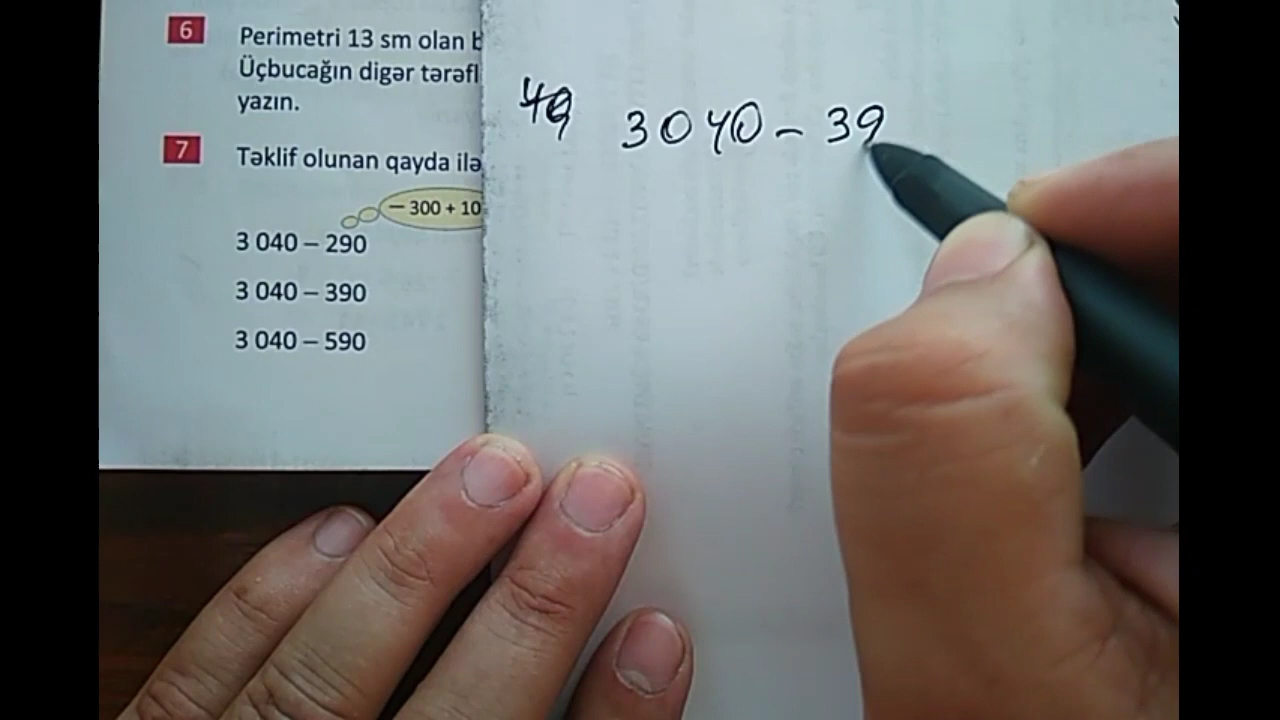 6 Perimetri 13 sm olan b
Üçbucağın digər tərəfl
yazın.
7 Təklif olunan qayda ilə
− 300 + 10
3 040 – 290
3 040 – 390
3 040 – 590
3040 – 39